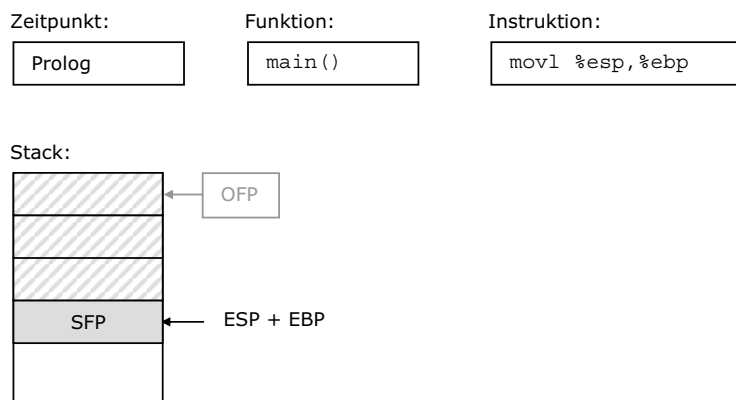 Zeitpunkt: Funktion: Instruktion:
Prolog main() movl %esp,%ebp
Stack:
OFP
SFP ESP + EBP